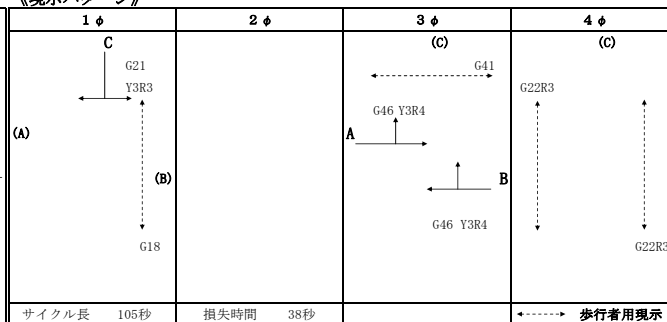 《現示パターン》
1φ 2φ 3φ 4φ
C (C) (C)
G21 G41
Y3R3 G22R3
G46 Y3R4
(A) A
(B) B
G46 Y3R4
G18 G22R3
サイクル長 105秒 損失時間 38秒 歩行者用現示